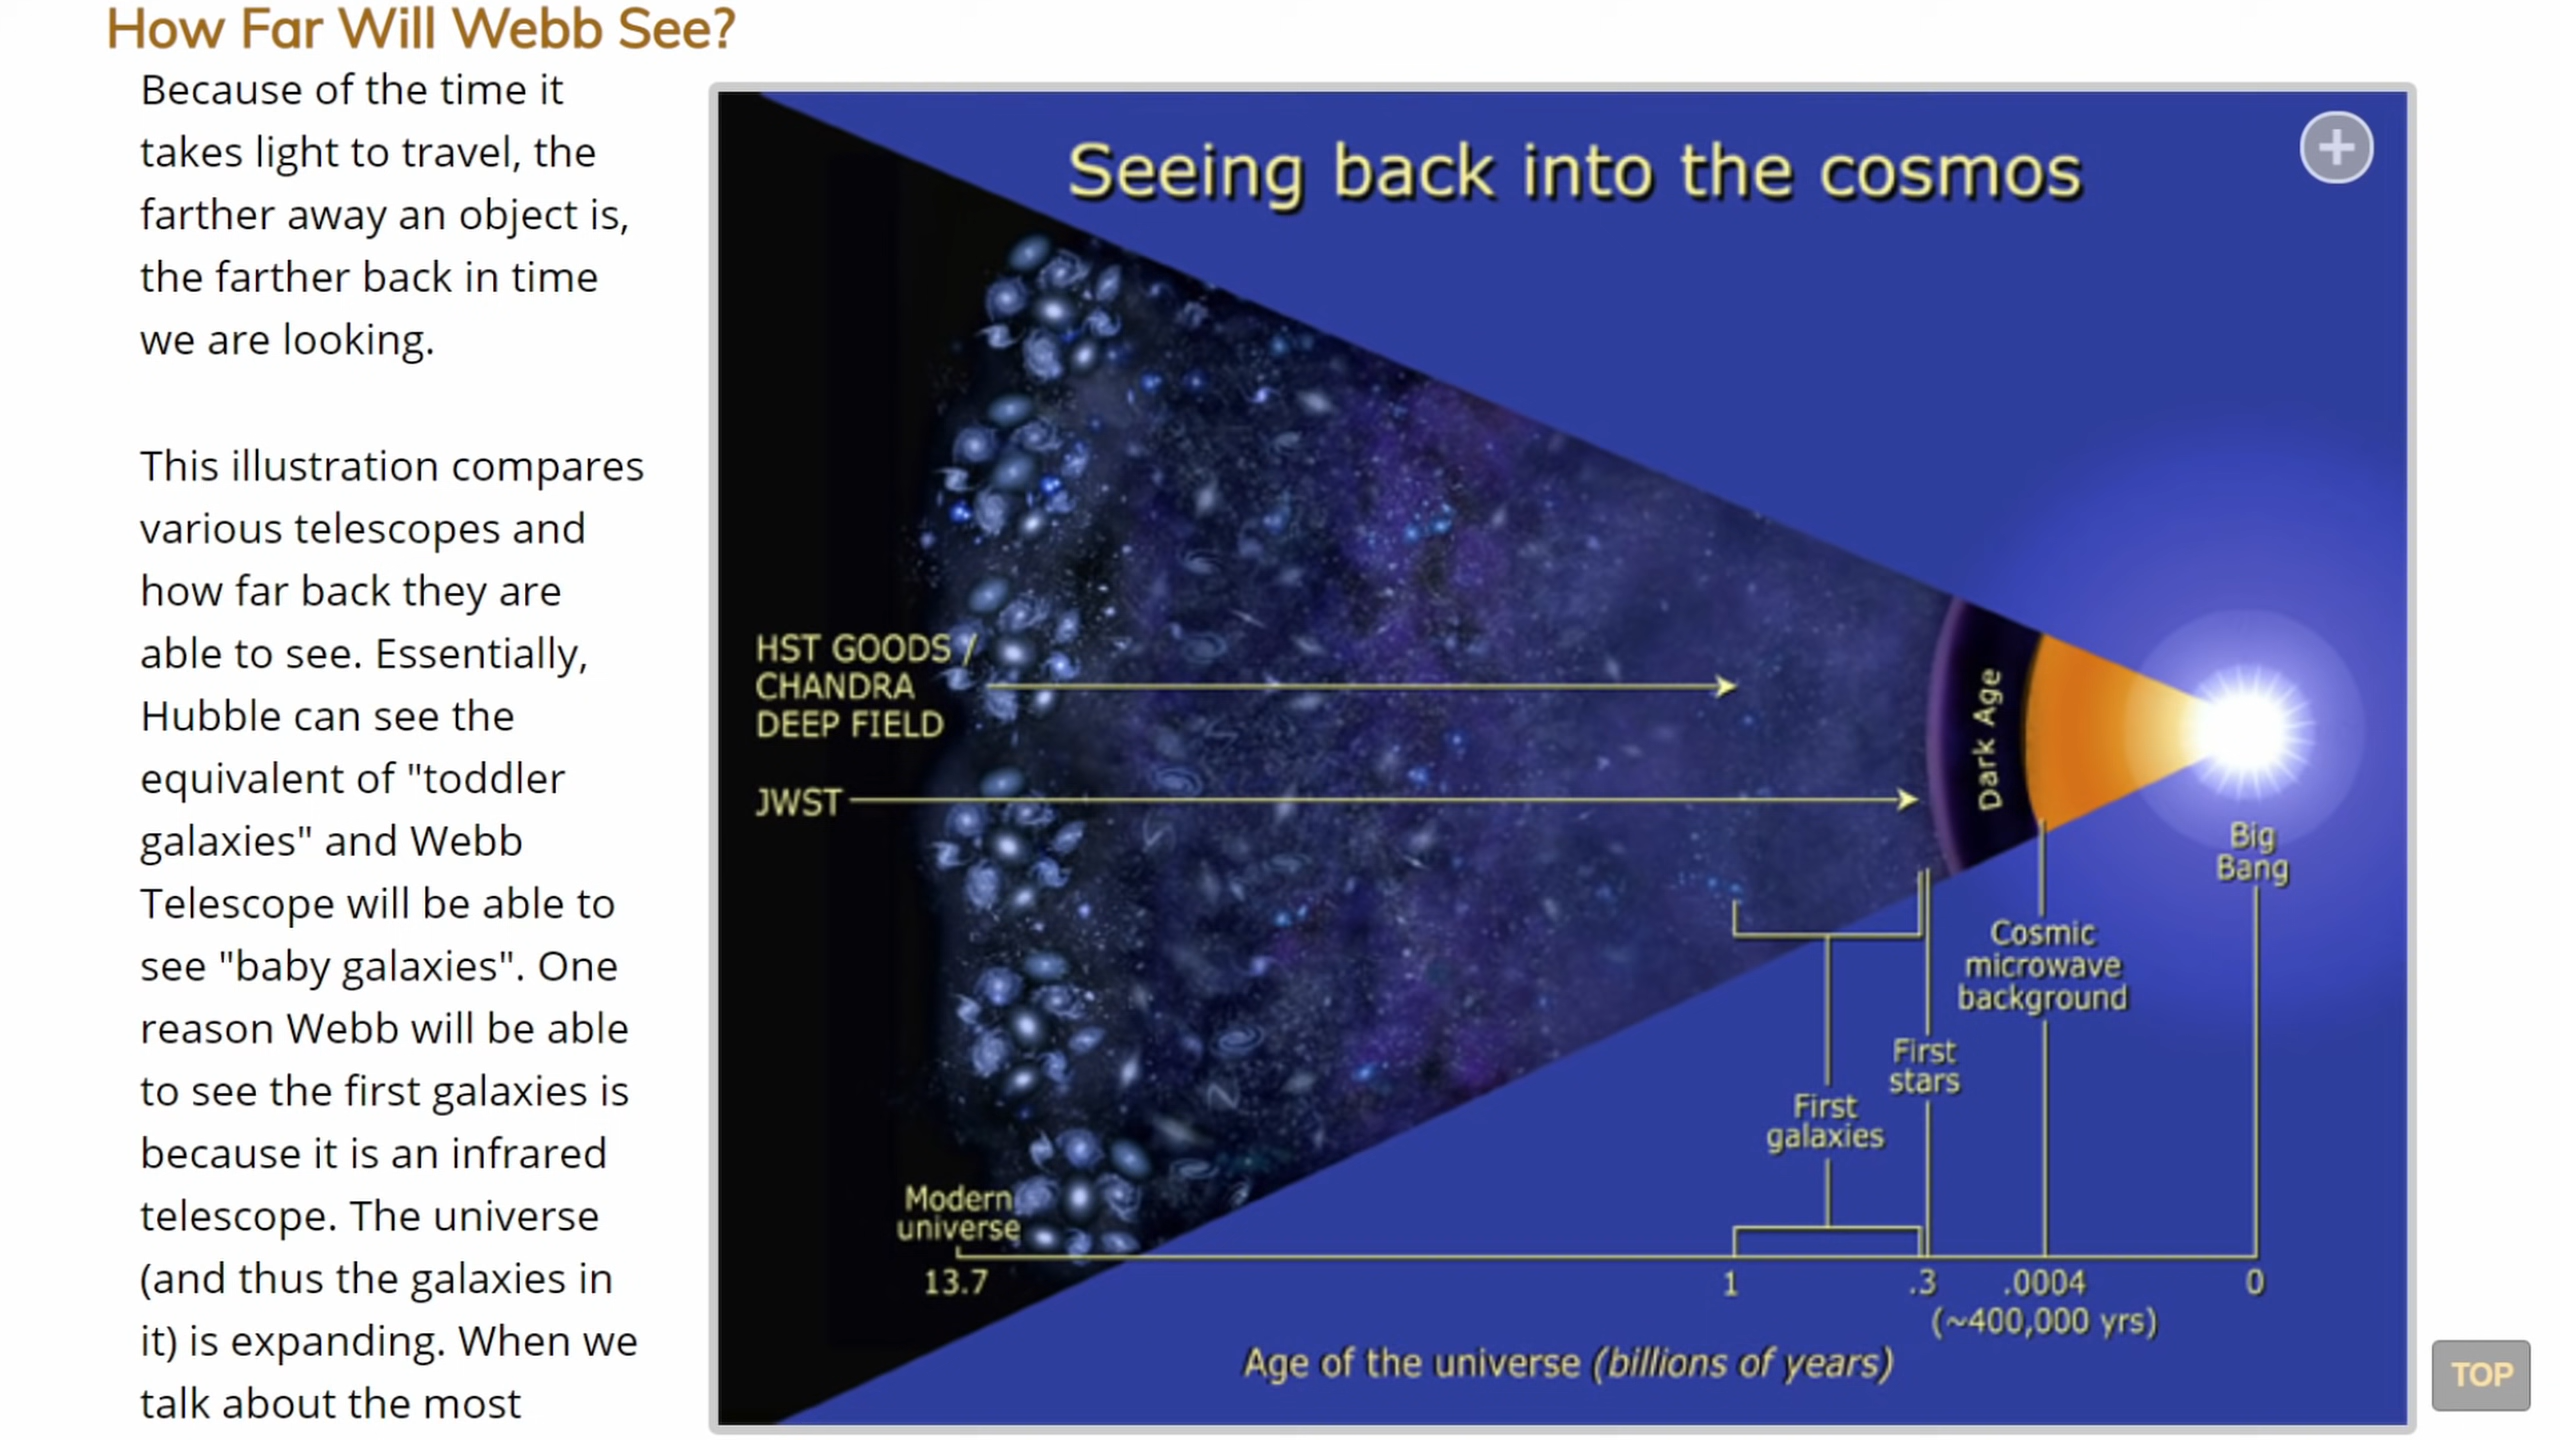 How Far Will Webb See?
Because of the time it
takes light to travel, the
farther away an object is,
the farther back in time
we are looking.
This illustration compares
various telescopes and
how far back they are
able to see. Essentially,
Hubble can see the
equivalent of "toddler
galaxies" and Webb
Telescope will be able to
see "baby galaxies". One
reason Webb will be able
to see the first galaxies is
because it is an infrared
telescope. The universe
(and thus the galaxies in
it) is expanding. When we
talk about the most
Seeing back into the cosmos
HST GOODS /
CHANDRA
DEEP FIELD
JWST
Dark Age
Big
Bang
Cosmic
microwave
background
First
stars
First
galaxies
Modern
universe
13.7
1
.3
.0004
0
(~400,000 yrs)
Age of the universe (billions of years)
TOP